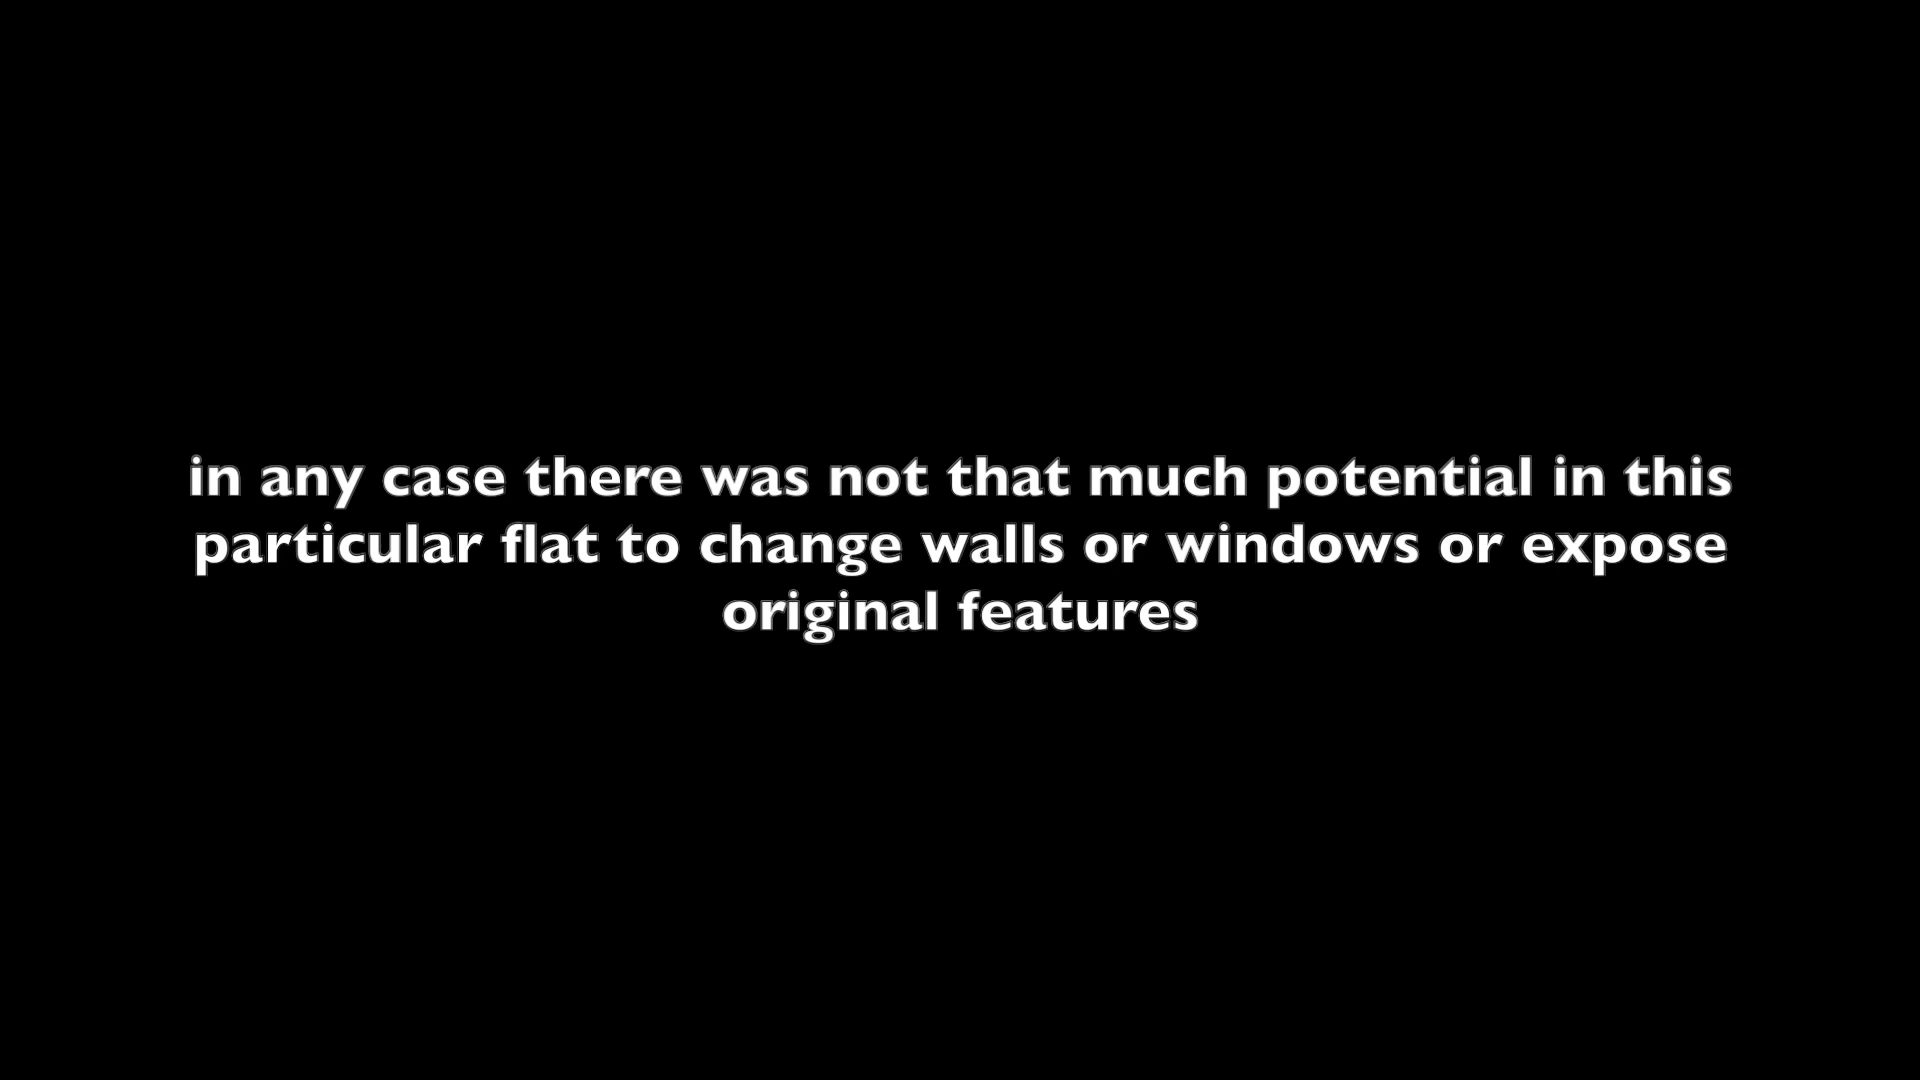 in any case there was not that much potential in this
particular flat to change walls or windows or expose
original features